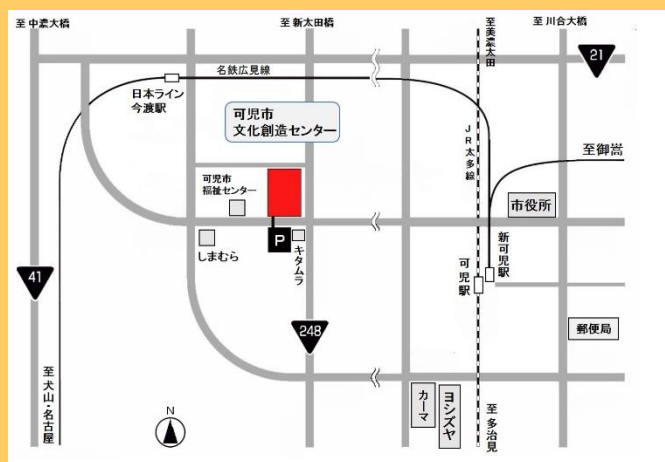 至 中濃大橋
至 新太田橋
至美濃太田
至 川合大橋
21
名鉄広見線
日本ライン
今渡駅
可児市
文化創造センター
JR太多線
至御嵩
可児市
福祉センター
市役所
P
しまむら
キタムラ
新可児駅
可児駅
41
248
郵便局
至犬山・名古屋
N
カーマ
ヨシヅヤ
至多治見